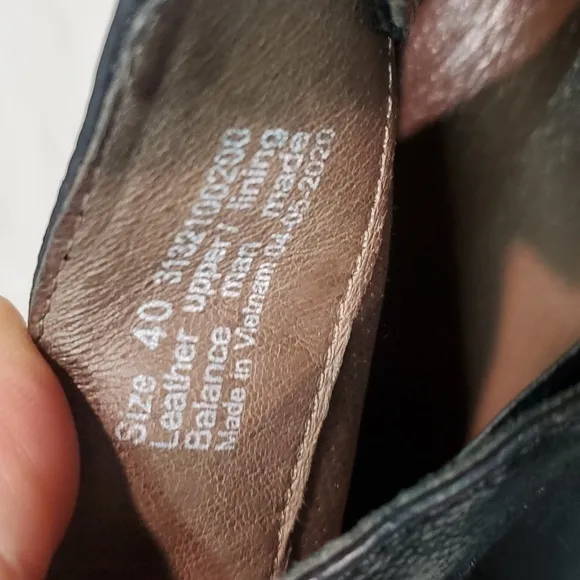 Size 40 3132100200
Leather upper/ lining
Balance man made
Made in Vietnam 04-05-2020